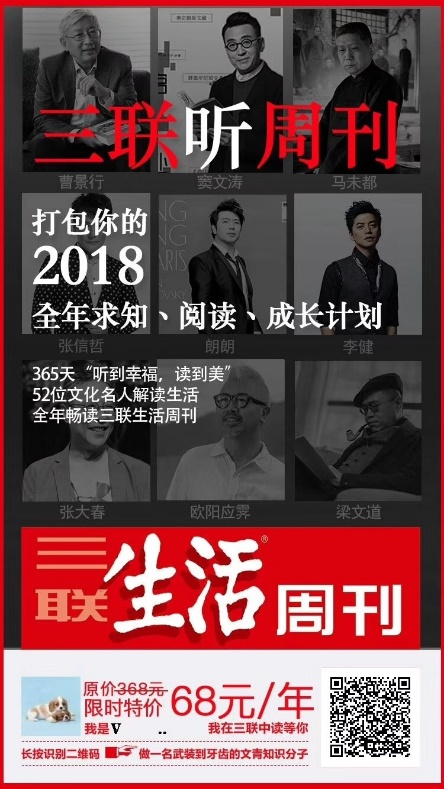 三联听周刊
曹景行
窦文涛
马未都
打包你的
2018
全年求知、阅读、成长计划
张信哲
朗朗
李健
365天“听到幸福，读到美”
52位文化名人解读生活
全年畅读三联生活周刊
张大春
欧阳应霁
梁文道
三联生活周刊
®
原价368元
限时特价
68元/年
我是V ..
我在三联中读等你
长按识别二维码
做一名武装到牙齿的文青知识分子